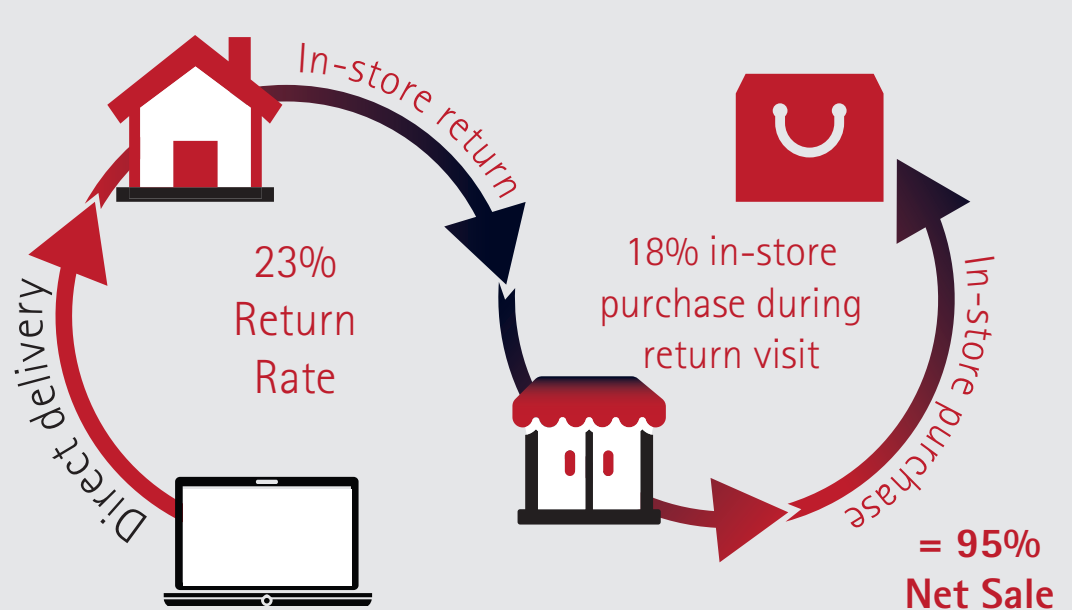 Direct delivery
In-store return
23%
Return
Rate
18% in-store
purchase during
return visit
In-store purchase
= 95%
Net Sale